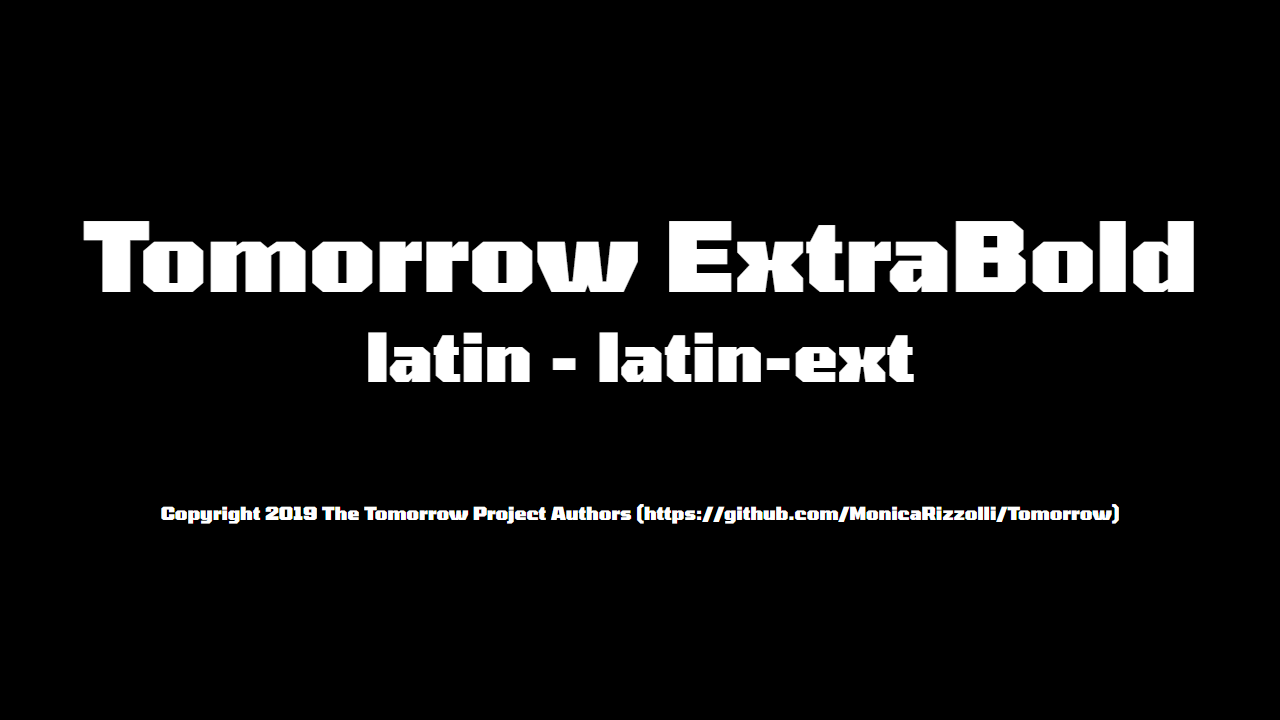 Tomorrow ExtraBold
latin - latin-ext
Copyright 2019 The Tomorrow Project Authors (https://github.com/MonicaRizzolli/Tomorrow)